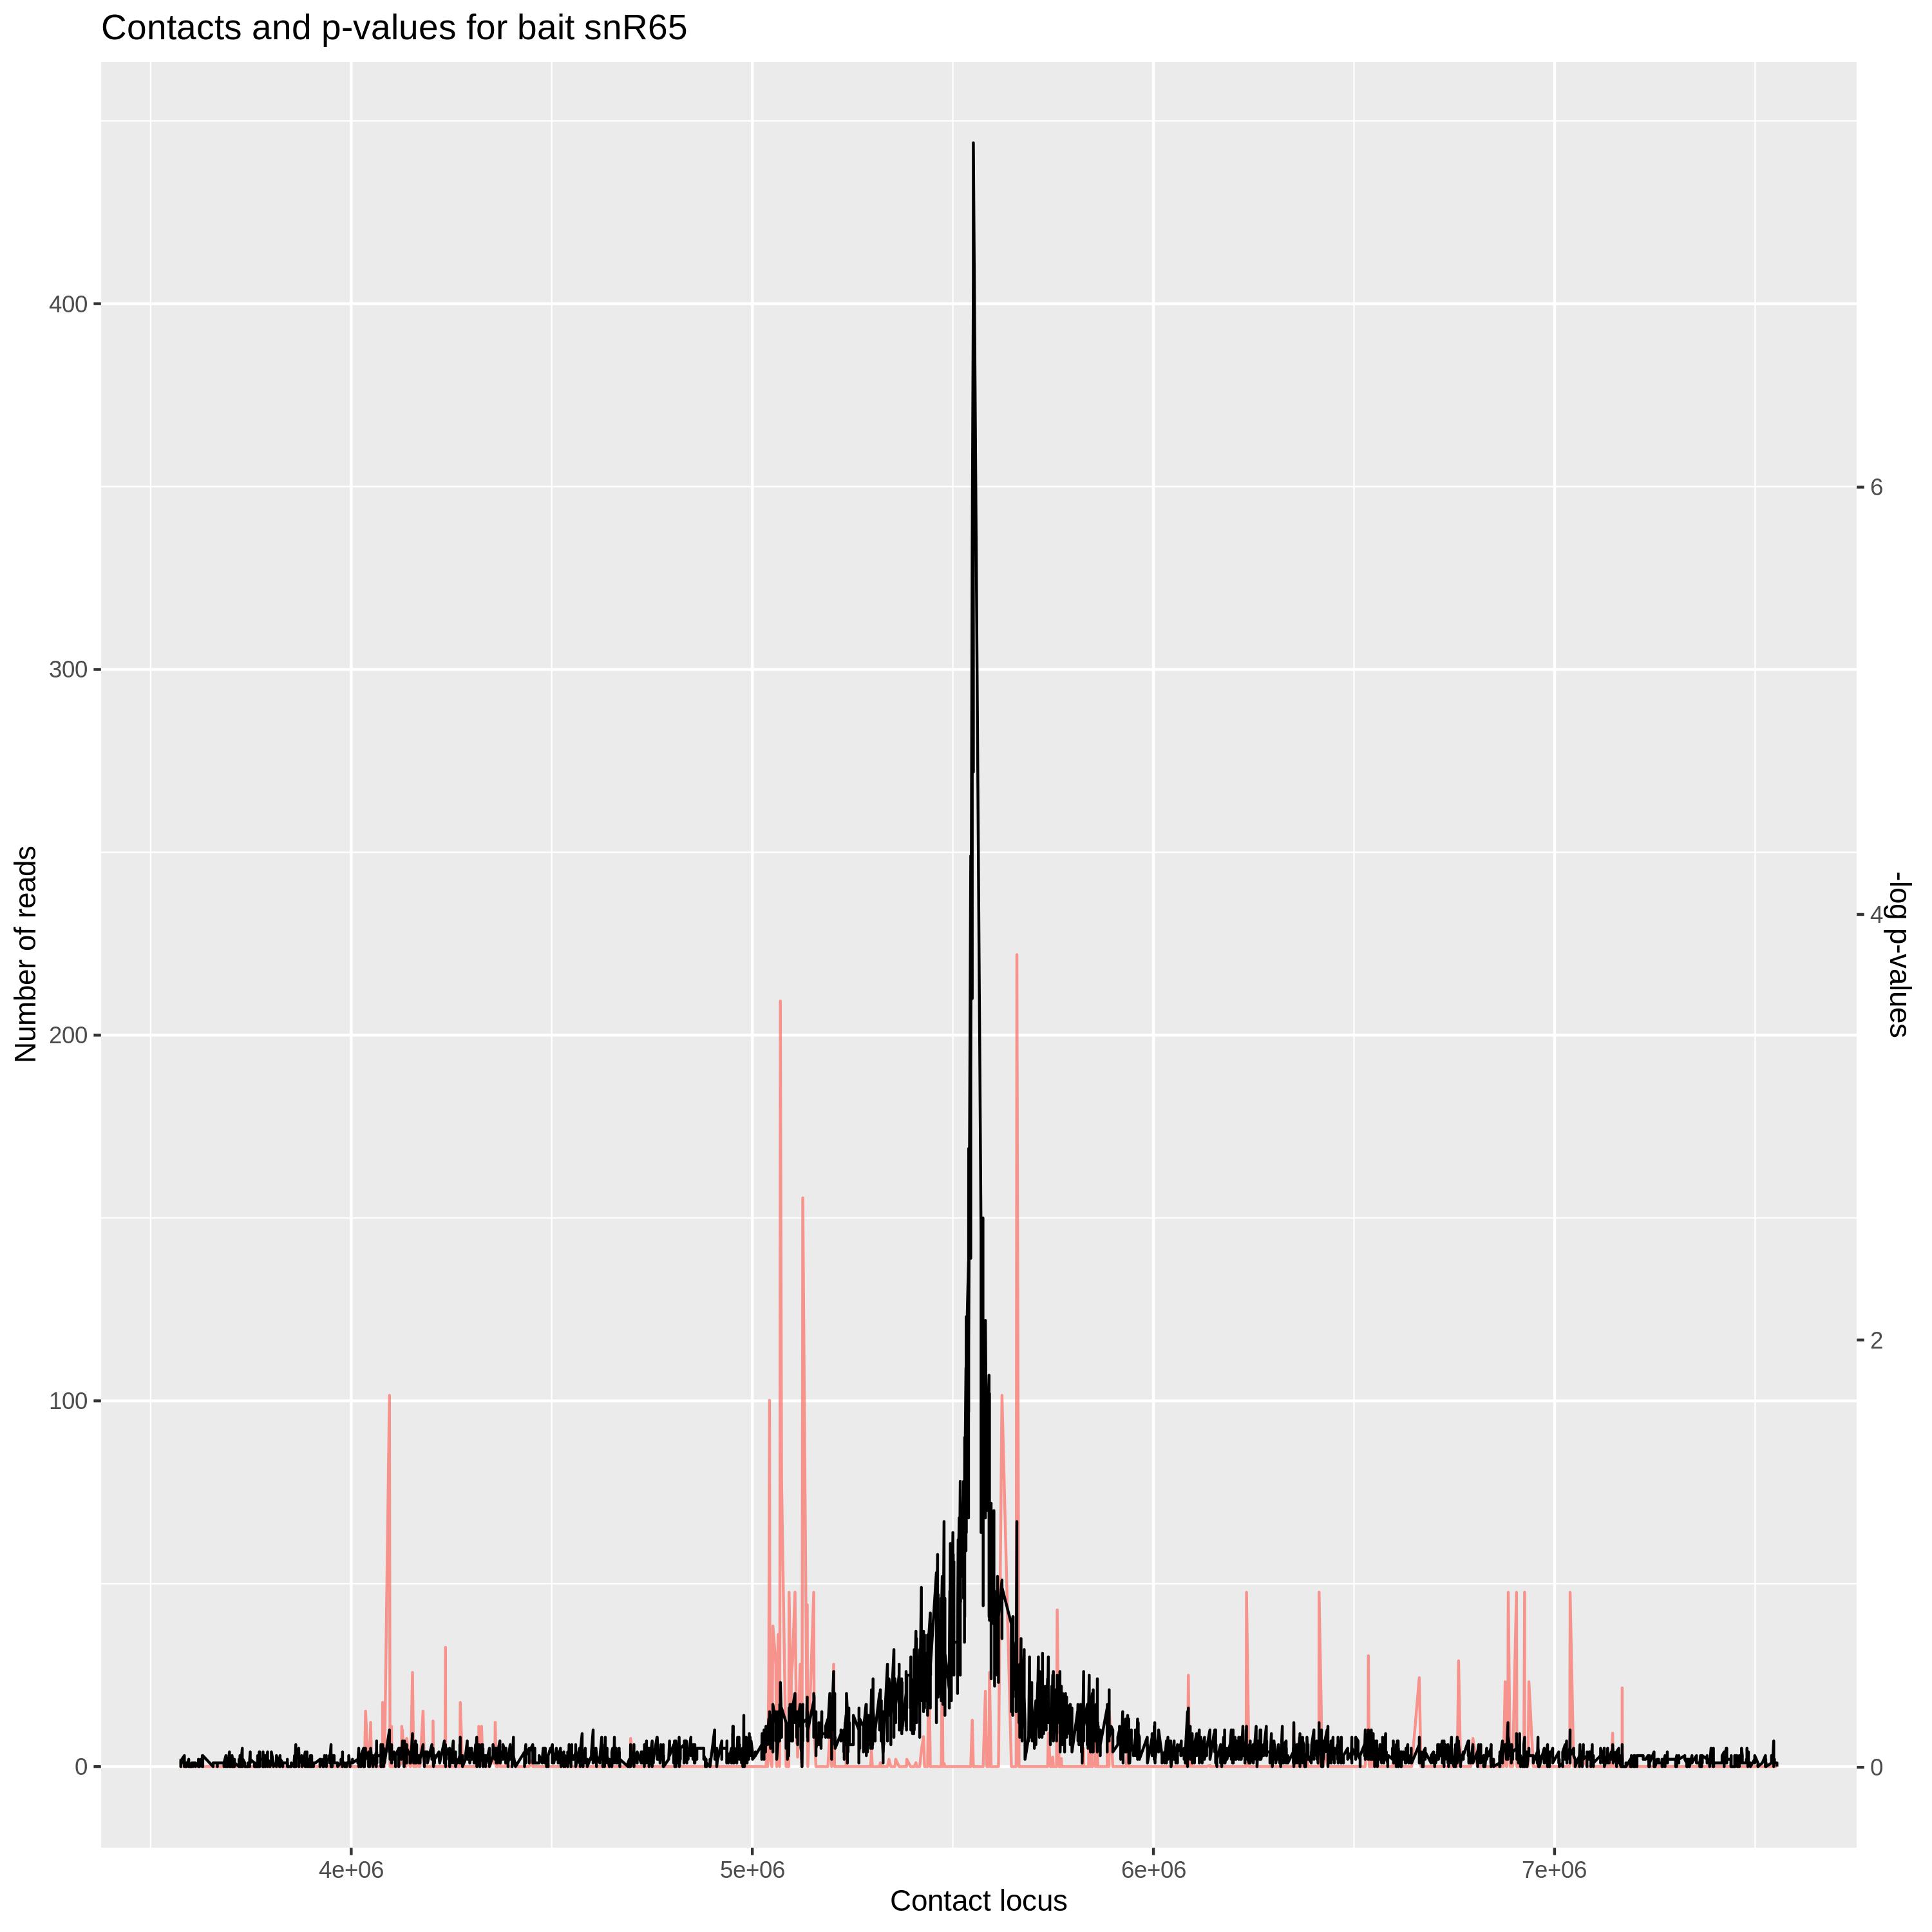 Contacts and p-values for bait snR65
Number of reads
400
300
200
100
0
6
4
2
0
-log p-values
4e+06 5e+06 6e+06 7e+06
Contact locus